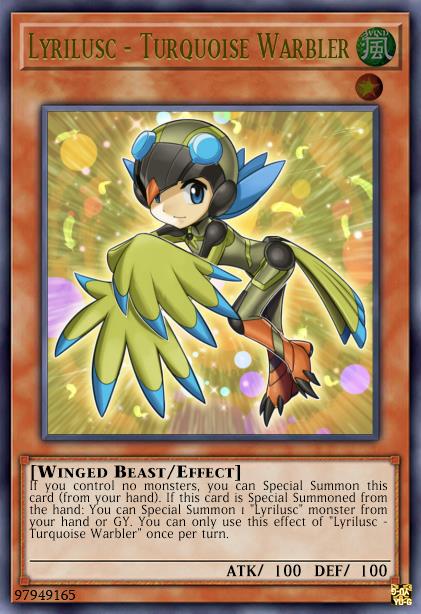 Lyrilusc - Turquoise Warbler
WIND
風
[Winged Beast/Effect]
If you control no monsters, you can Special Summon this
card (from your hand). If this card is Special Summoned from
the hand: You can Special Summon 1 "Lyrilusc" monster from
your hand or GY. You can only use this effect of "Lyrilusc -
Turquoise Warbler" once per turn.
ATK/ 100 DEF/ 100
97949165